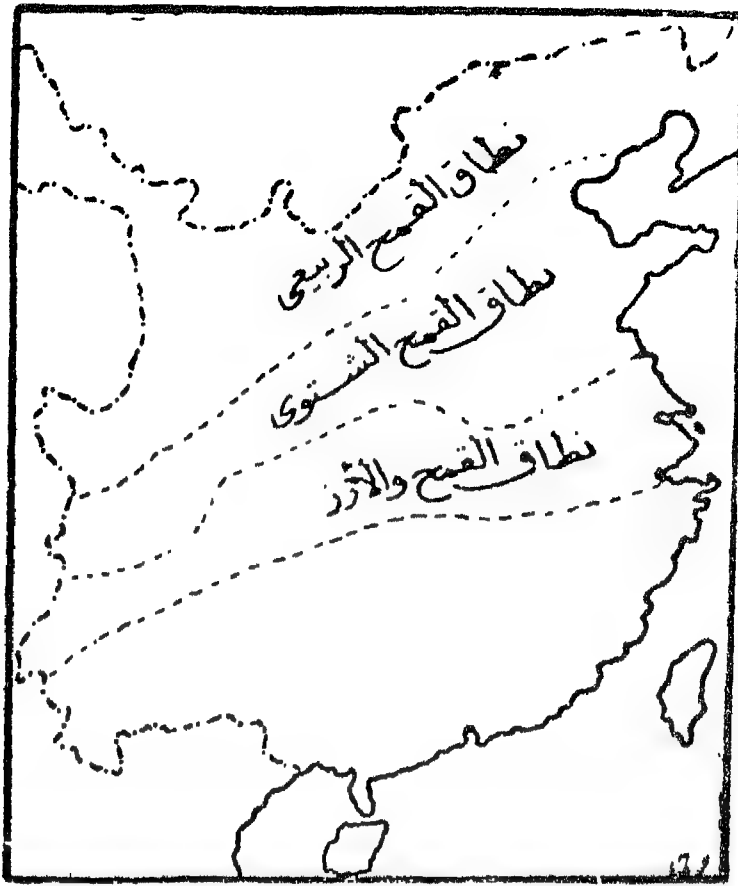 نطاق القمح الربيعى
نطاق القمح الشتوى
نطاق القمح والأرز